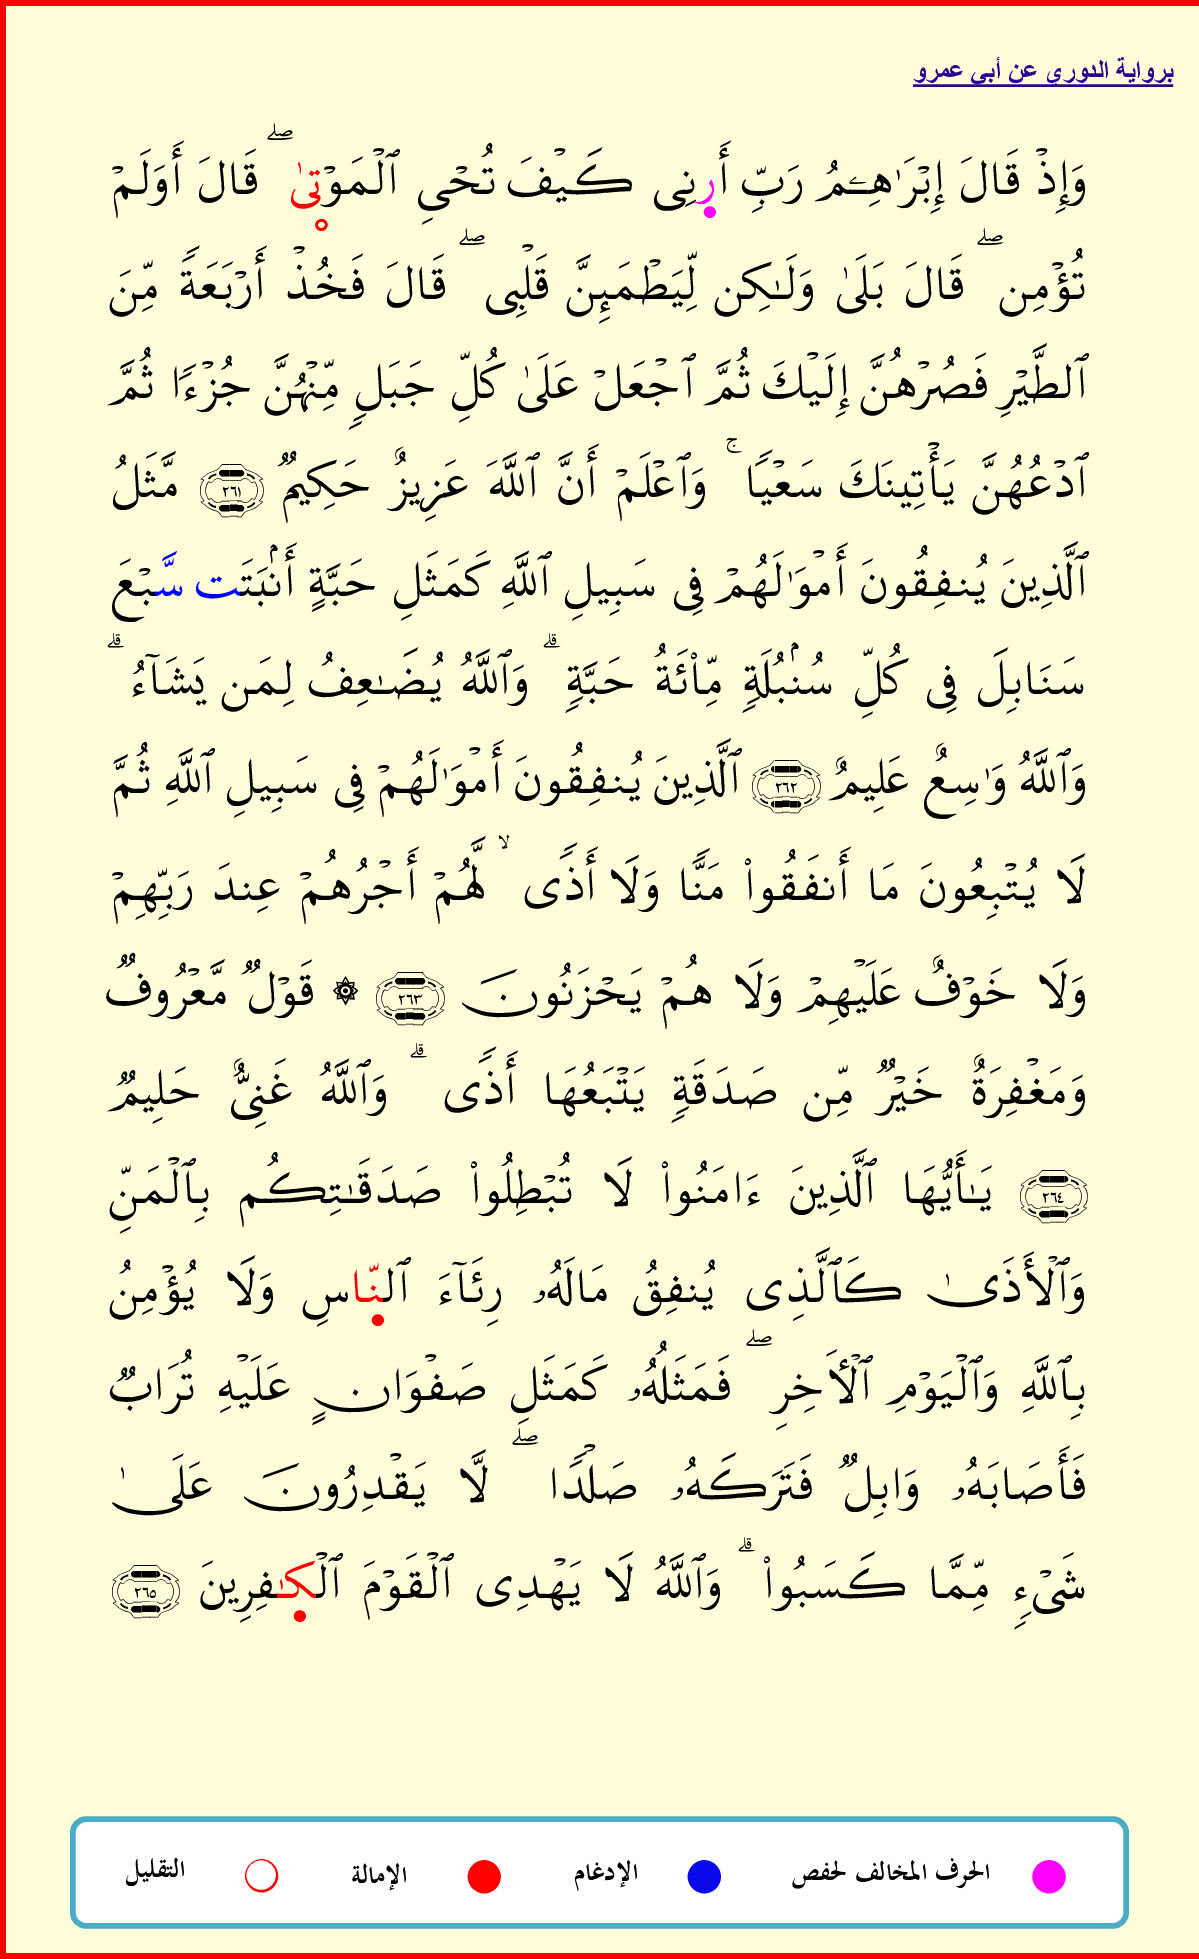 برواية الدوري عن أبي عمرو
وَإِذۡ قَالَ إِبۡرَٰهِـۧمُ رَبِّ أَرِنِى كَيۡفَ تُحۡىِ ٱلۡمَوۡتىٰ ۖ قَالَ أَوَلَمۡ
تُؤۡمِن ۖ قَالَ بَلَىٰ وَلَٰكِن لِّيَطۡمَئِنَّ قَلۡبِى ۖ قَالَ فَخُذۡ أَرۡبَعَةً مِّنَ
ٱلطَّيۡرِ فَصُرۡهُنَّ إِلَيۡكَ ثُمَّ ٱجۡعَلۡ عَلَىٰ كُلِّ جَبَلٍ مِّنۡهُنَّ جُزۡءًا ثُمَّ
ٱدۡعُهُنَّ يَأۡتِينَكَ سَعۡيًا ۚ وَٱعۡلَمۡ أَنَّ ٱللَّهَ عَزِيزٌ حَكِيمٌ ٢٦١ مَّثَلُ
ٱلَّذِينَ يُنفِقُونَ أَمۡوَٰلَهُمۡ فِى سَبِيلِ ٱللَّهِ كَمَثَلِ حَبَّةٍ أَنۢبَتَت سَّبۡعَ
سَنَابِلَ فِى كُلِّ سُنۢبُلَةٍ مِّاْئَةُ حَبَّةٍ ۗ وَٱللَّهُ يُضَٰعِفُ لِمَن يَشَآءُ ۗ
وَٱللَّهُ وَٰسِعٌ عَلِيمٌ ٢٦٢ ٱلَّذِينَ يُنفِقُونَ أَمۡوَٰلَهُمۡ فِى سَبِيلِ ٱللَّهِ ثُمَّ
لَا يُتۡبِعُونَ مَا أَنفَقُواْ مَنًّا وَلَا أَذًى ۙ لَّهُمۡ أَجۡرُهُمۡ عِندَ رَبِّهِمۡ
وَلَا خَوۡفٌ عَلَيۡهِمۡ وَلَا هُمۡ يَحۡزَنُونَ ٢٦٣ ۞ قَوۡلٌ مَّعۡرُوفٌ
وَمَغۡفِرَةٌ خَيۡرٌ مِّن صَدَقَةٍ يَتۡبَعُهَا أَذًى ۗ وَٱللَّهُ غَنِىٌّ حَلِيمٌ
٢٦٤ يَٰأَيُّهَا ٱلَّذِينَ ءَامَنُواْ لَا تُبۡطِلُواْ صَدَقَٰتِكُم بِٱلۡمَنِّ
وَٱلۡأَذَىٰ كَٱلَّذِى يُنفِقُ مَالَهُۥ رِئَآءَ ٱلنَّاسِ وَلَا يُؤۡمِنُ
بِٱللَّهِ وَٱلۡيَوۡمِ ٱلۡأَخِرِ ۖ فَمَثَلُهُۥ كَمَثَلِ صَفۡوَانٍ عَلَيۡهِ تُرَابٌ
فَأَصَابَهُۥ وَابِلٌ فَتَرَكَهُۥ صَلۡدًا ۖ لَّا يَقۡدِرُونَ عَلَىٰ
شَىۡءٍ مِّمَّا كَسَبُواْ ۗ وَٱللَّهُ لَا يَهۡدِى ٱلۡقَوۡمَ ٱلۡكَٰفِرِينَ ٢٦٥
الحرف المخالف لحفص الإدغام الإمالة التقليل